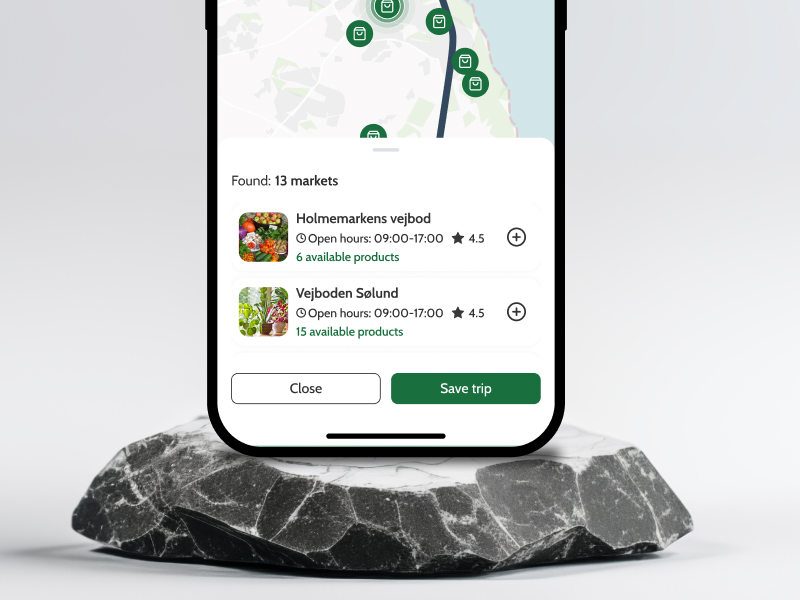 Found: 13 markets
Holmemarkens vejbod
Open hours: 09:00-17:00 4.5
6 available products
Vejboden Sølund
Open hours: 09:00-17:00 4.5
15 available products
Close
Save trip